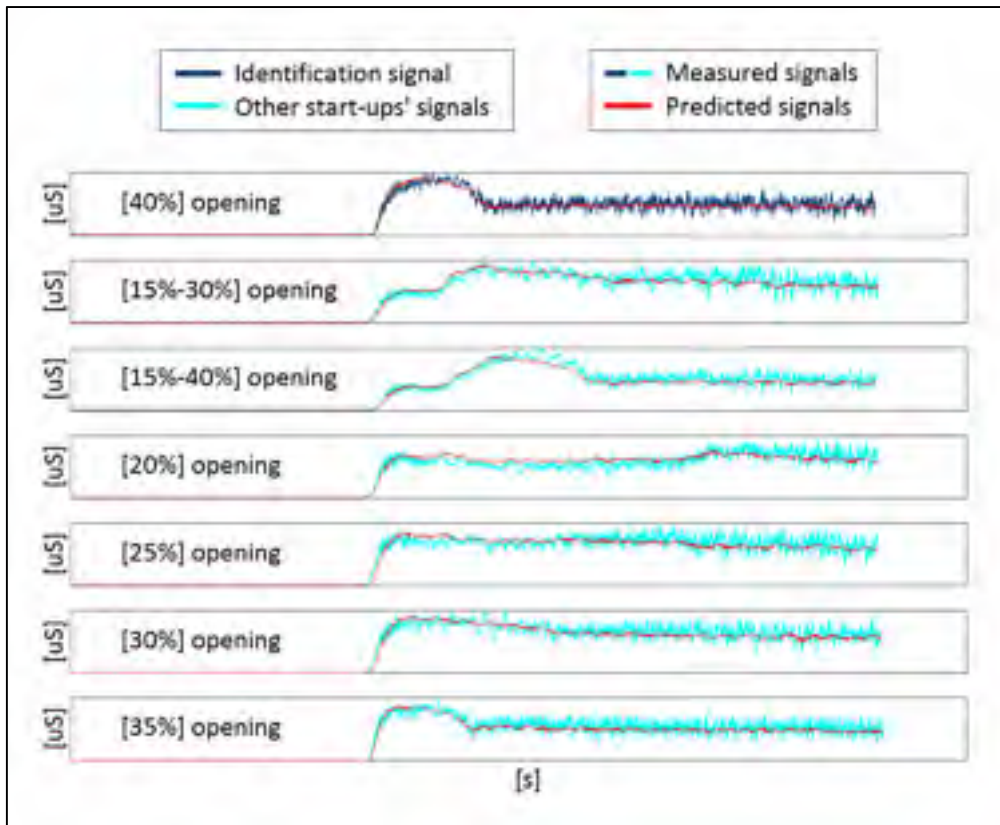 Identification signal
Other start-ups' signals
Measured signals
Predicted signals
[uS]
[40%] opening
[uS]
[15%-30%] opening
[uS]
[15%-40%] opening
[uS]
[20%] opening
[uS]
[25%] opening
[uS]
[30%] opening
[uS]
[35%] opening
[s]